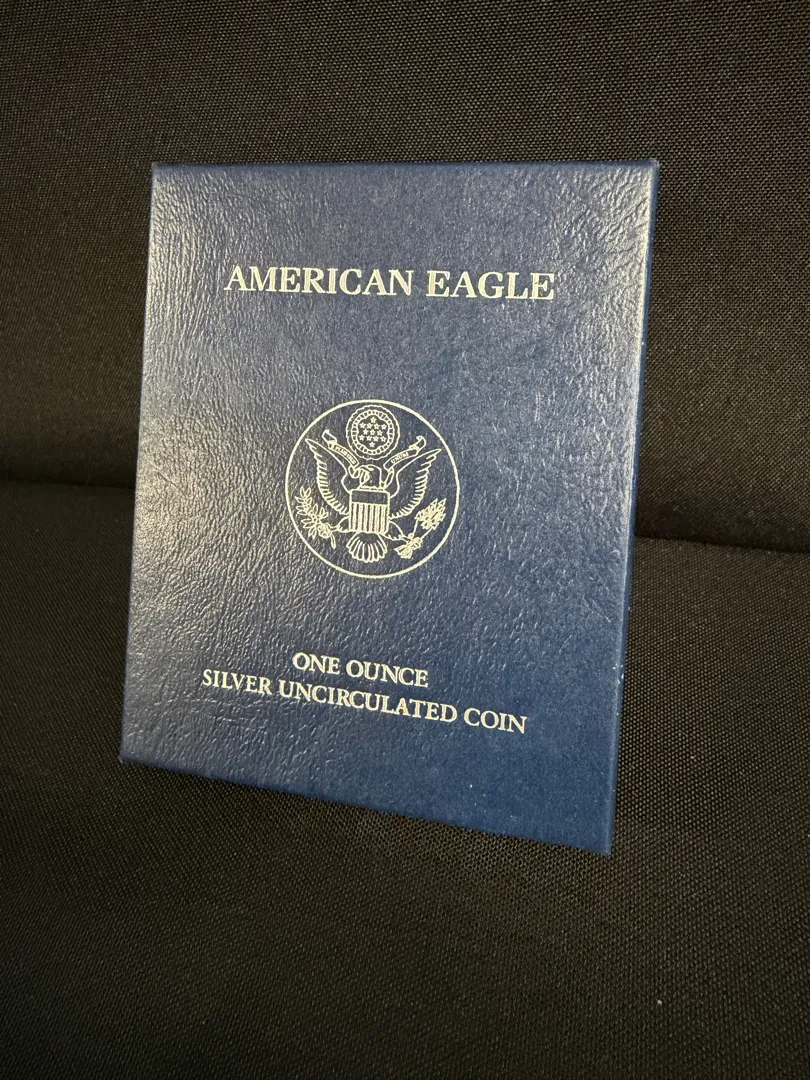 AMERICAN EAGLE
ONE OUNCE
SILVER UNCIRCULATED COIN